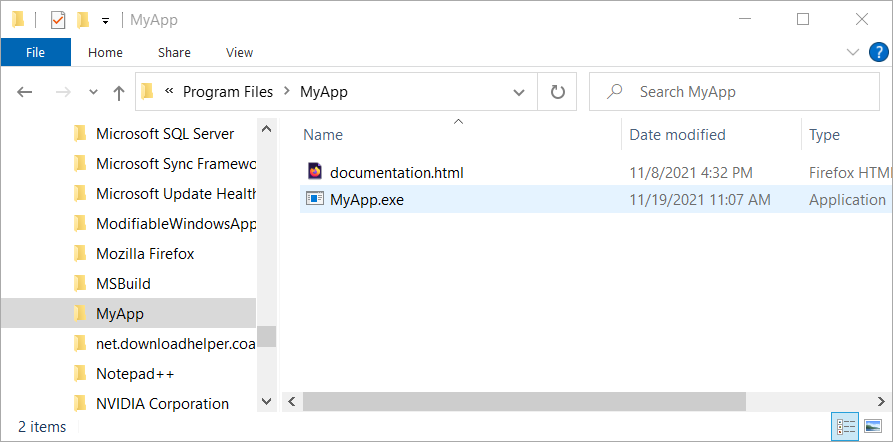 MyApp
File Home Share View
« Program Files > MyApp
Search MyApp
Microsoft SQL Server
Microsoft Sync Framewo
Microsoft Update Health
ModifiableWindowsApp
Mozilla Firefox
MSBuild
MyApp
net.downloadhelper.coa
Notepad++
NVIDIA Corporation
Name Date modified Type
documentation.html 11/8/2021 4:32 PM Firefox HTM
MyApp.exe 11/19/2021 11:07 AM Application
2 items